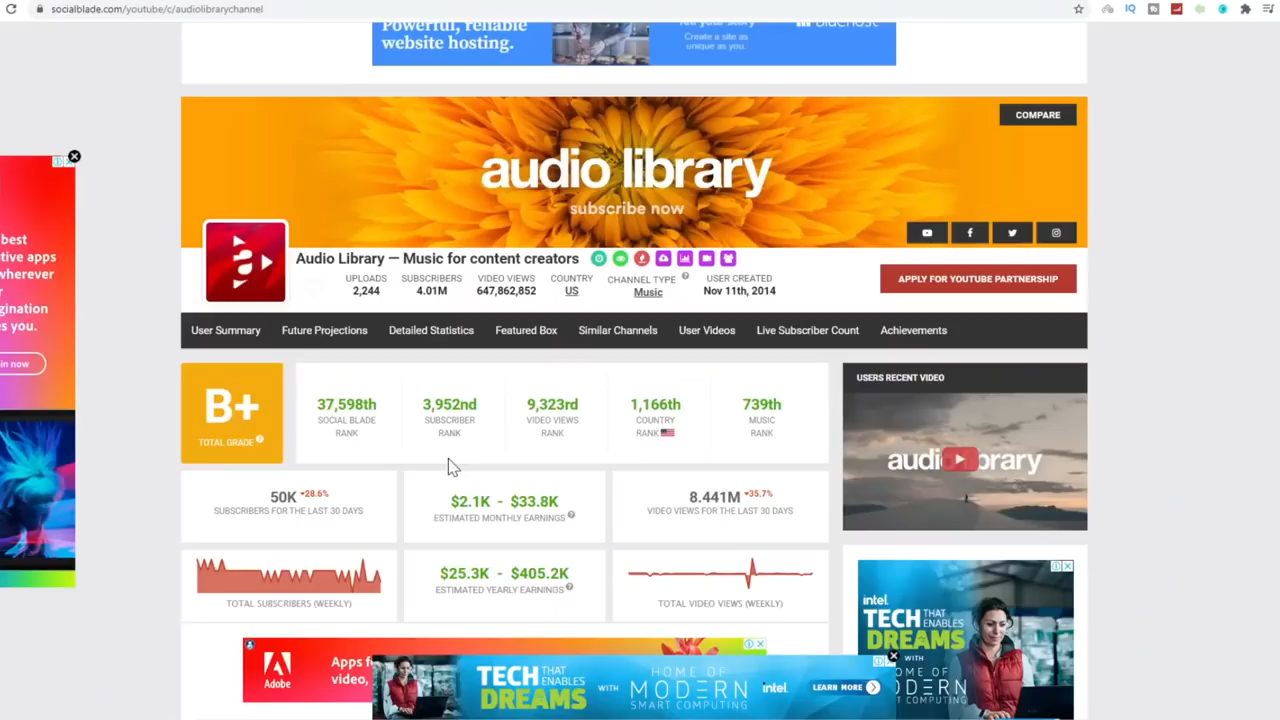 socialblade.com/youtube/c/audiolibrarychannel
IQ
Powerful, reliable
website hosting.
Create a site as
unique as you.
COMPARE
audio library
subscribe now
Audio Library — Music for content creators
UPLOADS
2,244
SUBSCRIBERS
4.01M
VIDEO VIEWS
647,862,852
COUNTRY
US
CHANNEL TYPE
Music
USER CREATED
Nov 11th, 2014
APPLY FOR YOUTUBE PARTNERSHIP
User Summary
Future Projections
Detailed Statistics
Featured Box
Similar Channels
User Videos
Live Subscriber Count
Achievements
B+
TOTAL GRADE
37,598th
SOCIAL BLADE
RANK
3,952nd
SUBSCRIBER
RANK
9,323rd
VIDEO VIEWS
RANK
1,166th
COUNTRY
RANK
739th
MUSIC
RANK
USERS RECENT VIDEO
50K -28.6%
SUBSCRIBERS FOR THE LAST 30 DAYS
$2.1K - $33.8K
ESTIMATED MONTHLY EARNINGS
8.441M -35.7%
VIDEO VIEWS FOR THE LAST 30 DAYS
TOTAL SUBSCRIBERS (WEEKLY)
$25.3K - $405.2K
ESTIMATED YEARLY EARNINGS
TOTAL VIDEO VIEWS (WEEKLY)
best
tive apps
wherever
r
gination
es you.
in now
intel.
TECH THAT
ENABLES
DREAMS
WITH
Adobe
Apps f
video,
TECH THAT
ENABLES
DREAMS
WITH
HOME OF
MODERN
SMART COMPUTING
intel
LEARN MORE